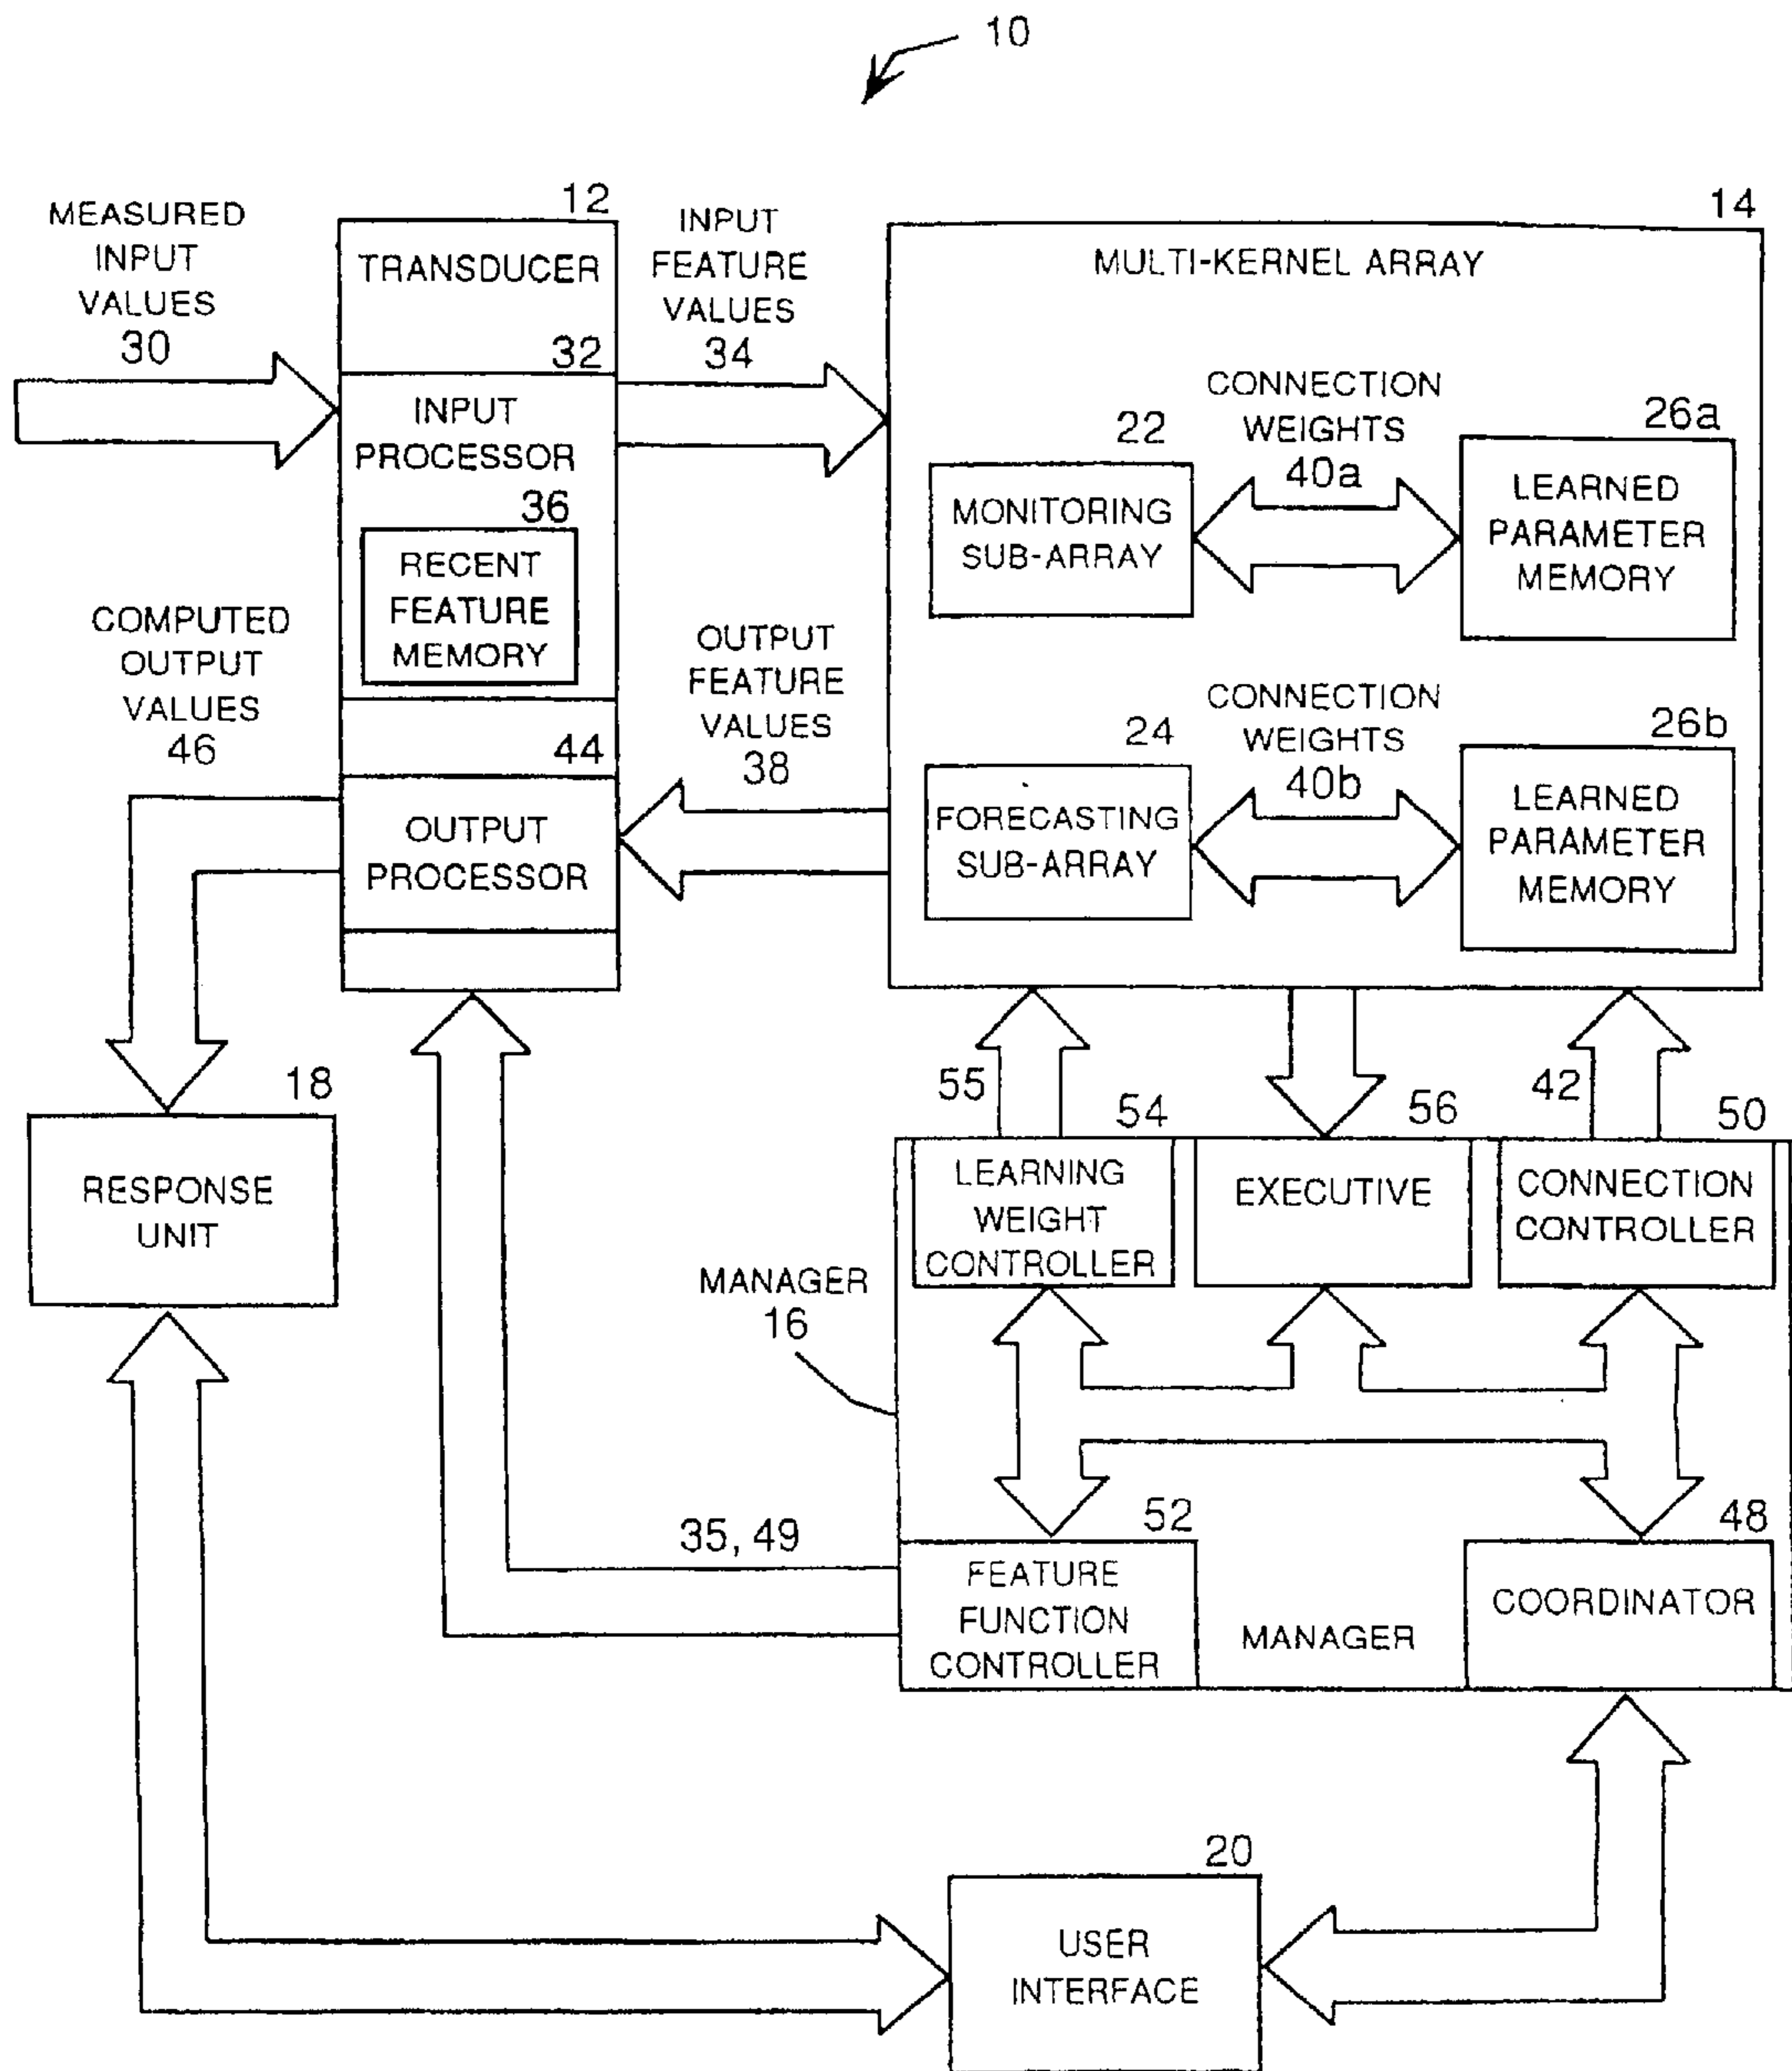 10
MEASURED
INPUT
VALUES
30
12
TRANSDUCER
INPUT
FEATURE
VALUES
34
14
MULTI-KERNEL ARRAY
32
INPUT
PROCESSOR
36
RECENT
FEATURE
MEMORY
22
MONITORING
SUB-ARRAY
CONNECTION
WEIGHTS
40a
26a
LEARNED
PARAMETER
MEMORY
COMPUTED
OUTPUT
VALUES
46
44
OUTPUT
PROCESSOR
OUTPUT
FEATURE
VALUES
38
24
FORECASTING
SUB-ARRAY
CONNECTION
WEIGHTS
40b
26b
LEARNED
PARAMETER
MEMORY
18
RESPONSE
UNIT
55
54
LEARNING
WEIGHT
CONTROLLER
56
EXECUTIVE
42
50
CONNECTION
CONTROLLER
MANAGER
16
35, 49
52
FEATURE
FUNCTION
CONTROLLER
MANAGER
48
COORDINATOR
20
USER
INTERFACE